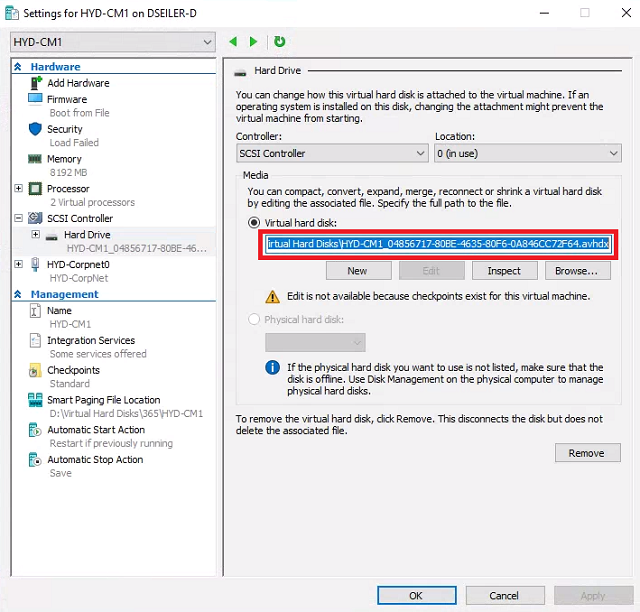 Settings for HYD-CM1 on DSEILER-D
HYD-CM1
Hardware
Add Hardware
Firmware
Boot from File
Security
Load Failed
Memory
8192 MB
Processor
2 Virtual processors
SCSI Controller
Hard Drive
HYD-CM1_04856717-80BE-46...
HYD-Corpnet0
HYD-CorpNet
Management
Name
HYD-CM1
Integration Services
Some services offered
Checkpoints
Standard
Smart Paging File Location
D:\Virtual Hard Disks\365\HYD-CM1
Automatic Start Action
Restart if previously running
Automatic Stop Action
Save
Hard Drive
You can change how this virtual hard disk is attached to the virtual machine. If an
operating system is installed on this disk, changing the attachment might prevent the
virtual machine from starting.
Controller: Location:
SCSI Controller 0 (in use)
Media
You can compact, convert, expand, merge, reconnect or shrink a virtual hard disk
by editing the associated file. Specify the full path to the file.
Virtual hard disk:
irtual Hard Disks\HYD-CM1_04856717-80BE-4635-80F6-0A846CC72F64.avhdx
New Edit Inspect Browse...
Edit is not available because checkpoints exist for this virtual machine.
Physical hard disk:
If the physical hard disk you want to use is not listed, make sure that the
disk is offline. Use Disk Management on the physical computer to manage
physical hard disks.
To remove the virtual hard disk, click Remove. This disconnects the disk but does not
delete the associated file.
Remove
OK Cancel Apply